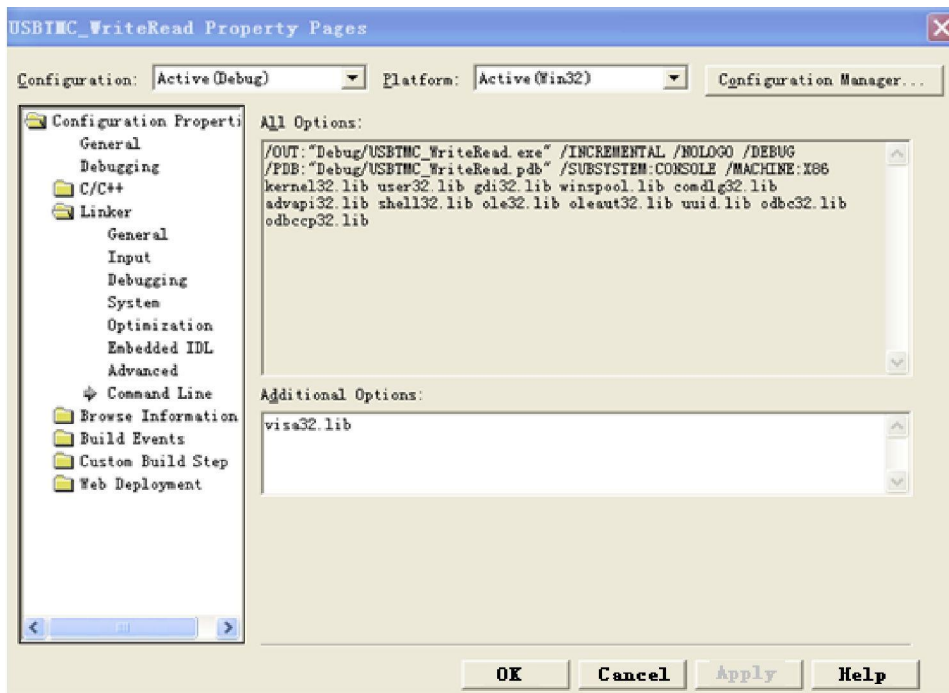 USBTMC_WriteRead Property Pages
Configuration: Active(Debug) Platform: Active(Win32) Configuration Manager...
Configuration Properti
General
Debugging
C/C++
Linker
General
Input
Debugging
System
Optimization
Embedded IDL
Advanced
Command Line
Browse Information
Build Events
Custom Build Step
Web Deployment
All Options:
/OUT:"Debug/USBTMC_WriteRead.exe" /INCREMENTAL /NOLOGO /DEBUG
/PDB:"Debug/USBTMC_WriteRead.pdb" /SUBSYSTEM:CONSOLE /MACHINE:X86
kernel32.lib user32.lib gdi32.lib winspool.lib comdlg32.lib
advapi32.lib shell32.lib ole32.lib oleaut32.lib uuid.lib odbc32.lib
odbccp32.lib
Additional Options:
visa32.lib
OK Cancel Apply Help